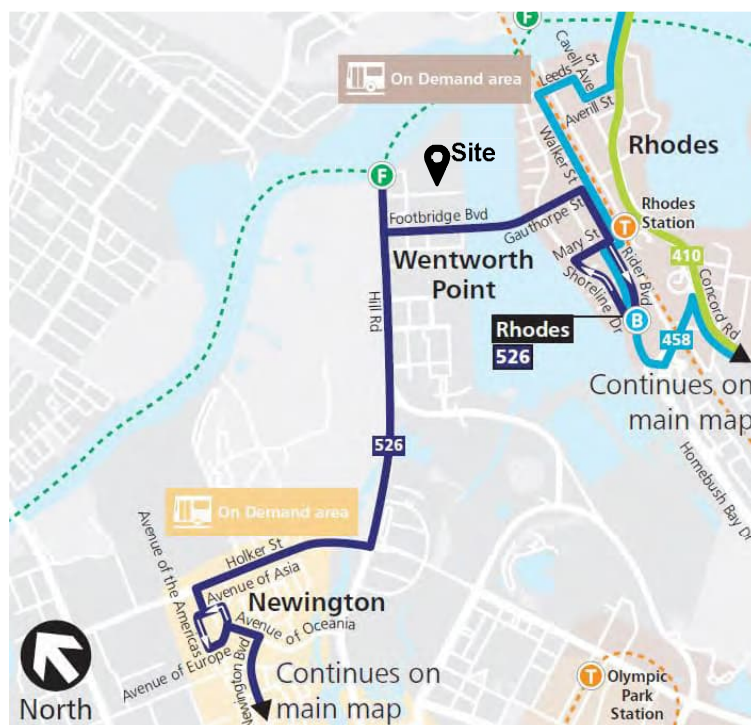 F
On Demand area
Cavell Ave
Leeds St
Averill St
Site
Rhodes
Walker St
F
Footbridge Bvd
Gauthorpe St
Rhodes
Station
T
Wentworth
Point
Mary St
Rider Bvd
410
Concord Rd
Shoreline Dr
Hill Rd
B
Rhodes
526
458
Continues on
main map
526
Homebush Bay Dr
On Demand area
Avenue of the Americas
Holker St
Avenue of Asia
Newington
Avenue of Oceania
Avenue of Europe
Newington Bvd
Continues on
main map
North
T
Olympic
Park
Station